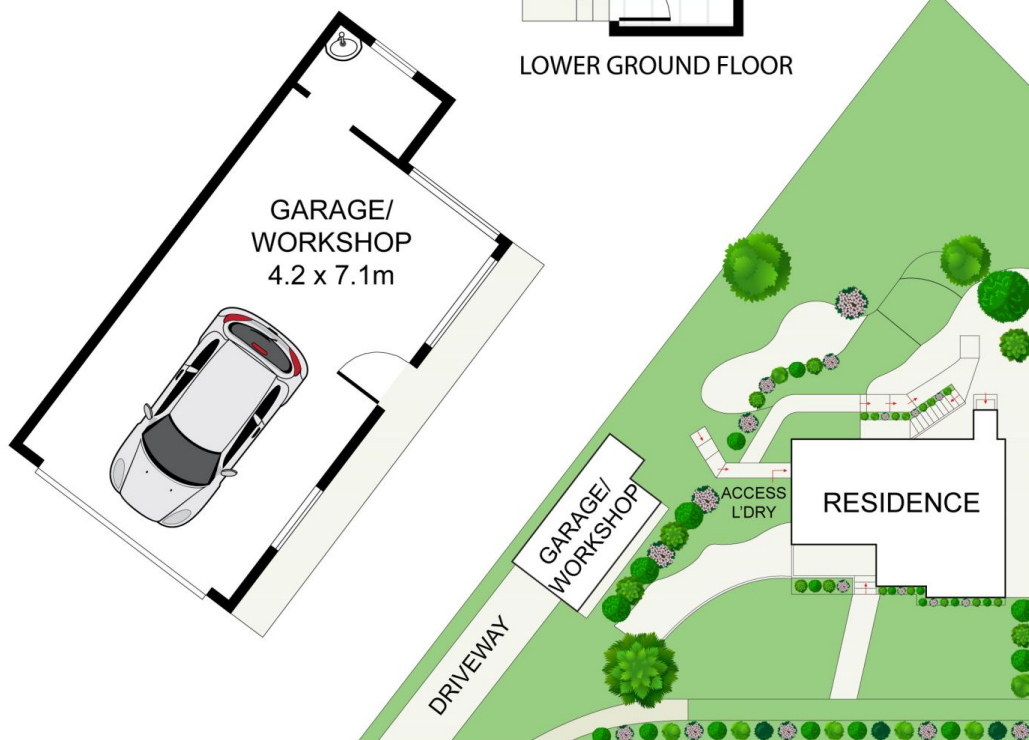 LOWER GROUND FLOOR
GARAGE/
WORKSHOP
4.2 x 7.1m
ACCESS
L'DRY
RESIDENCE
GARAGE/
WORKSHOP
DRIVEWAY